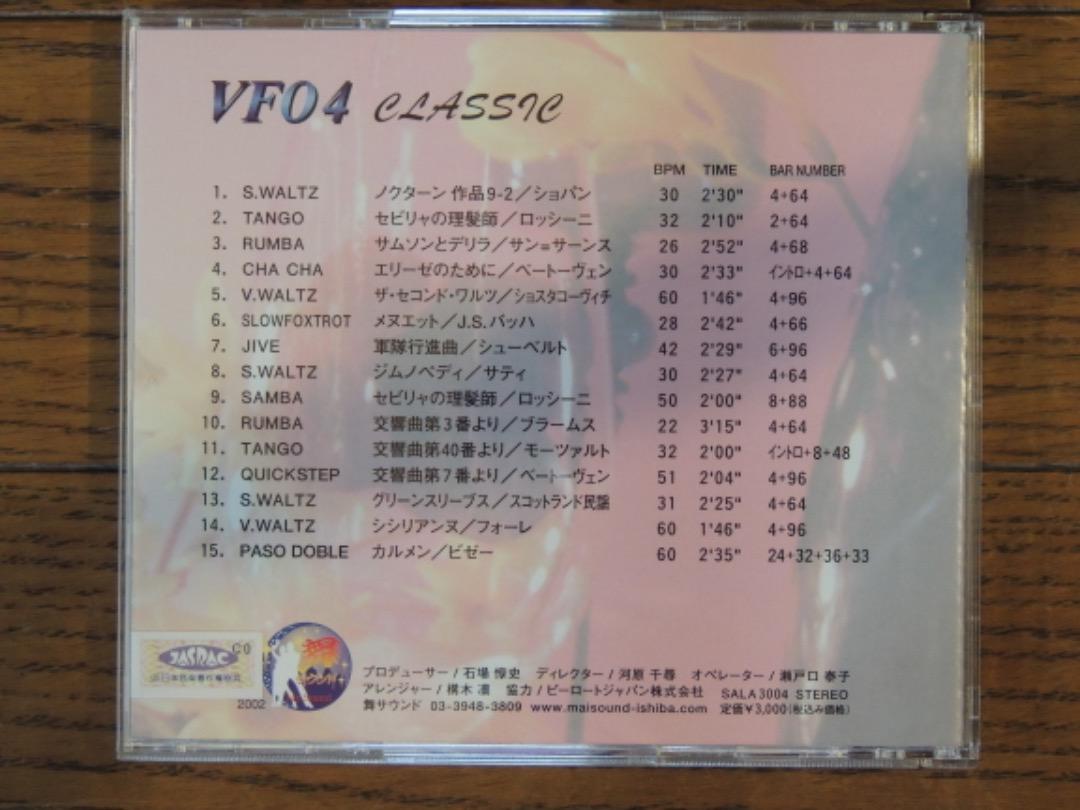 VFO4 CLASSIC
BPM TIME BAR NUMBER
1. S.WALTZ ノクターン 作品9-2／ショパン 30 2'30" 4+64
2. TANGO セビリャの理髪師／ロッシーニ 32 2'10" 2+64
3. RUMBA サムソンとデリラ／サン=サーンス 26 2'52" 4+68
4. CHA CHA エリーゼのために／ベートーヴェン 30 2'33" イントロ+4+64
5. V.WALTZ ザ・セコンド・ワルツ／ショスタコーヴィチ 60 1'46" 4+96
6. SLOWFOXTROT メヌエット／J.S.バッハ 28 2'42" 4+66
7. JIVE 軍隊行進曲／シューベルト 42 2'29" 6+96
8. S.WALTZ ジムノペディ／サティ 30 2'27" 4+64
9. SAMBA セビリャの理髪師／ロッシーニ 50 2'00" 8+88
10. RUMBA 交響曲第3番より／ブラームス 22 3'15" 4+64
11. TANGO 交響曲第40番より／モーツァルト 32 2'00" イントロ+8+48
12. QUICKSTEP 交響曲第7番より／ベートーヴェン 51 2'04" 4+96
13. S.WALTZ グリーンスリーブス／スコットランド民謡 31 2'25" 4+64
14. V.WALTZ シシリアンヌ／フォーレ 60 1'46" 4+96
15. PASO DOBLE カルメン／ビゼー 60 2'35" 24+32+36+33
JASRAC CO
舞
2002
プロデューサー/石場 惇史 ディレクター/河原 千尋 オペレーター/瀬戸口 泰子
アレンジャー/構木 凛 協力/ビーロートジャパン株式会社 SALA3004 STEREO
舞サウンド 03-3948-3809 www.maisound-ishiba.com 定価¥3,000(税込み価格)